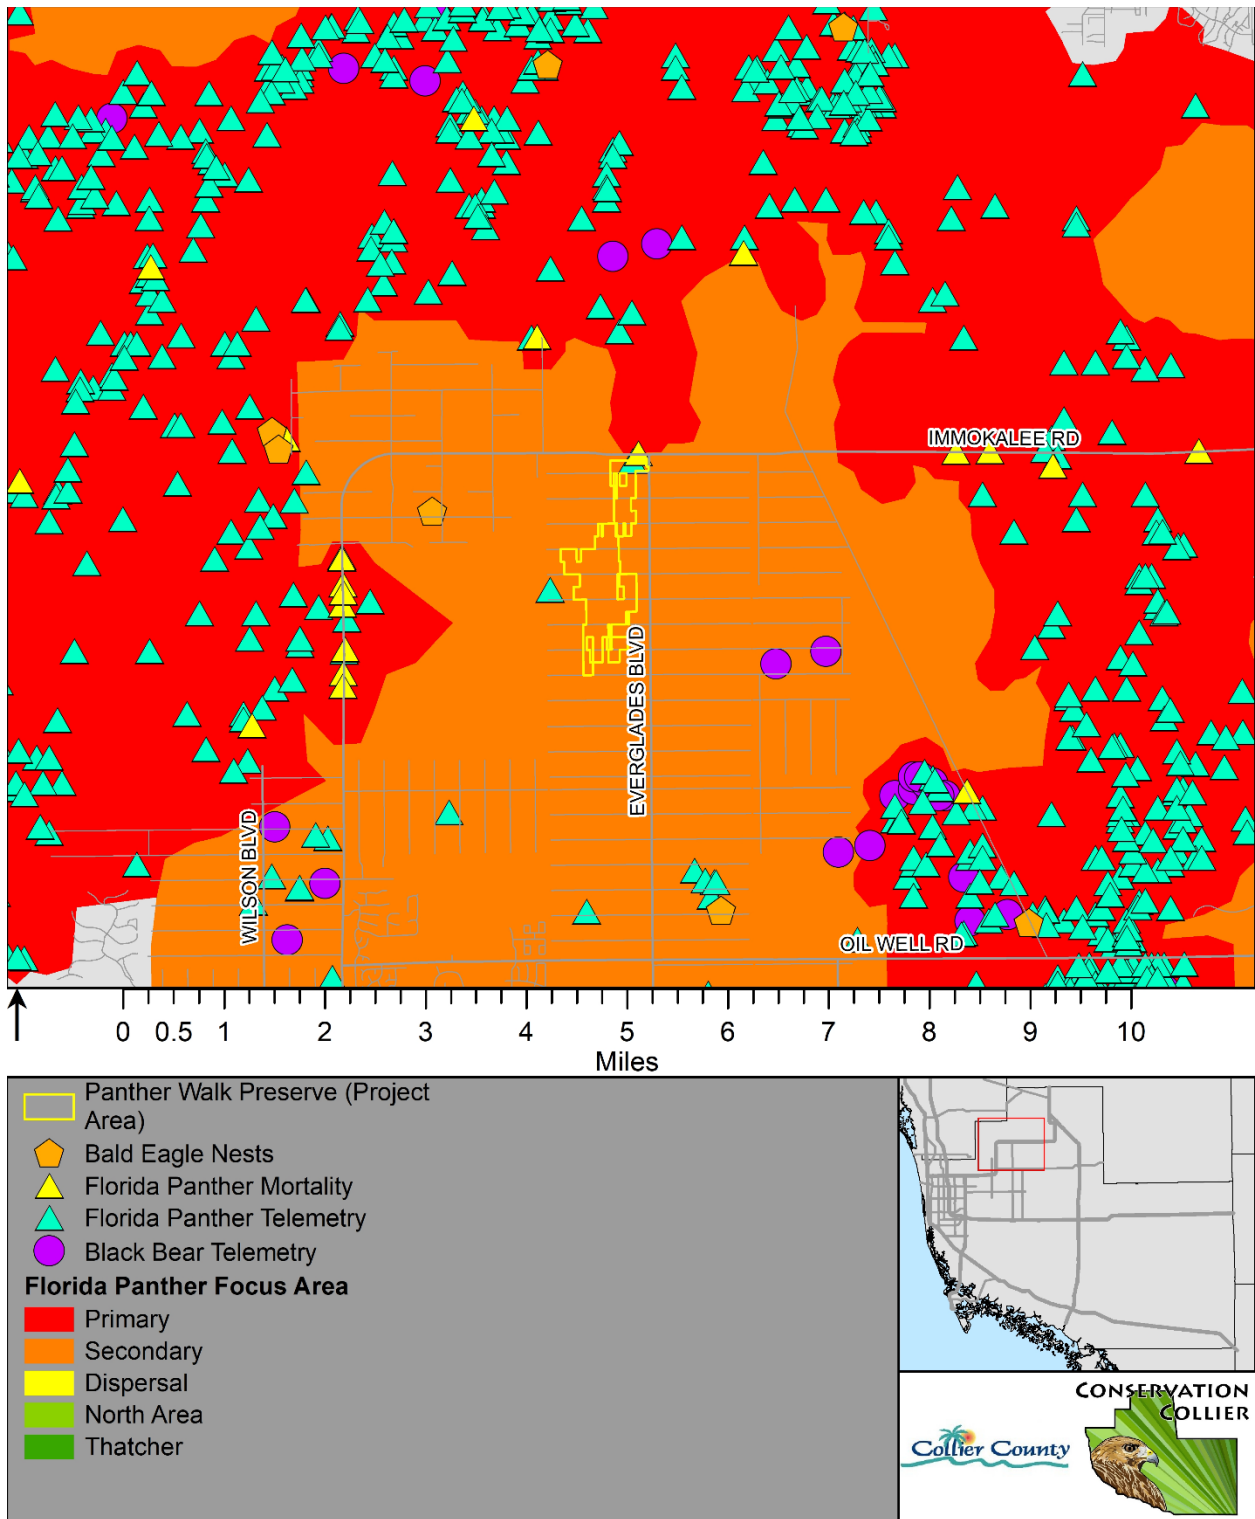 IMMOKALEE RD
EVERGLADES BLVD
WILSON BLVD
OIL WELL RD
0 0.5 1 2 3 4 5 6 7 8 9 10
Miles
Panther Walk Preserve (Project
Area)
Bald Eagle Nests
Florida Panther Mortality
Florida Panther Telemetry
Black Bear Telemetry
Florida Panther Focus Area
Primary
Secondary
Dispersal
North Area
Thatcher
CONSERVATION
COLLIER
Collier County